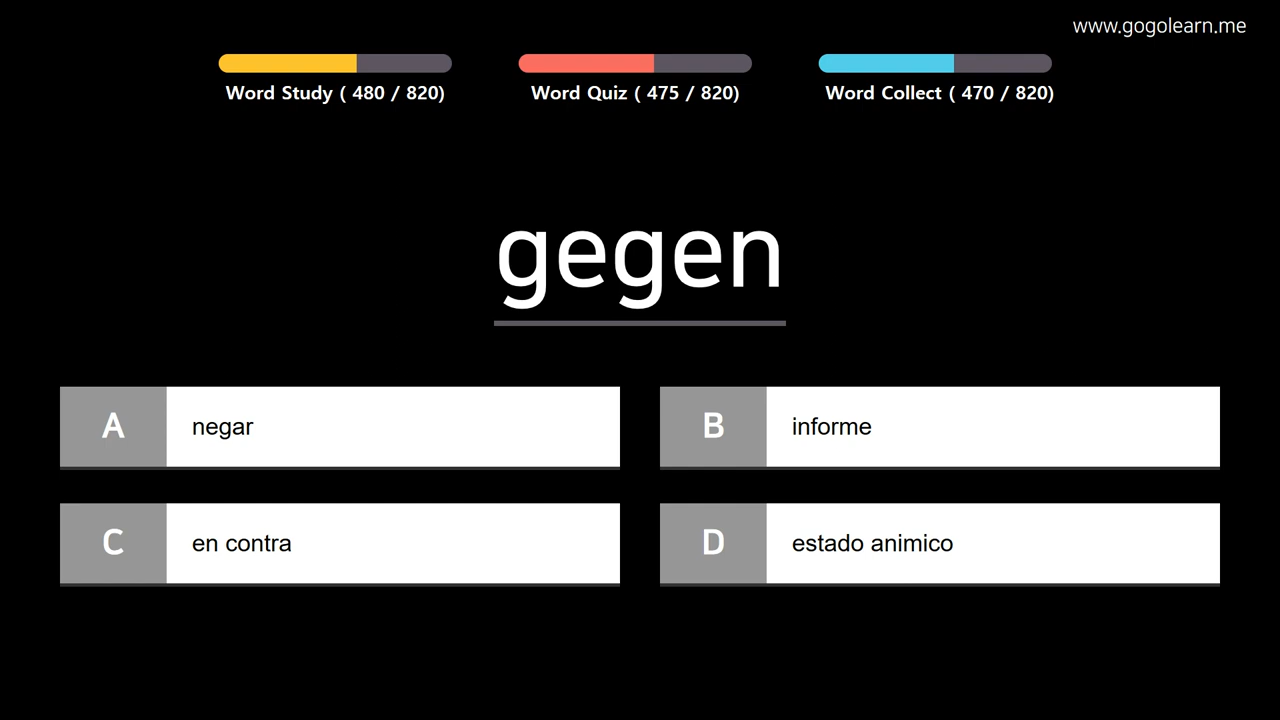 www.gogolearn.me
Word Study ( 480 / 820)
Word Quiz ( 475 / 820)
Word Collect ( 470 / 820)
gegen
A negar
B informe
C en contra
D estado animico